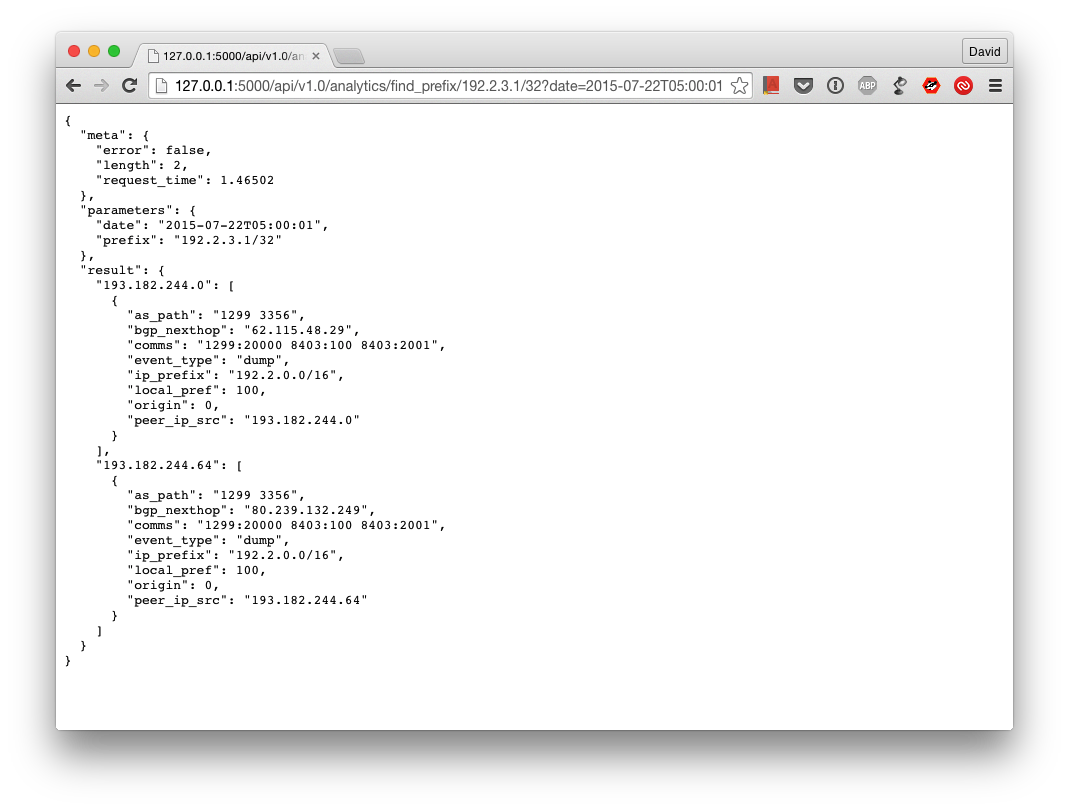 127.0.0.1:5000/api/v1.0/an
David
127.0.0.1:5000/api/v1.0/analytics/find_prefix/192.2.3.1/32?date=2015-07-22T05:00:01
ABP
{
  "meta": {
    "error": false,
    "length": 2,
    "request_time": 1.46502
  },
  "parameters": {
    "date": "2015-07-22T05:00:01",
    "prefix": "192.2.3.1/32"
  },
  "result": {
    "193.182.244.0": [
      {
        "as_path": "1299 3356",
        "bgp_nexthop": "62.115.48.29",
        "comms": "1299:20000 8403:100 8403:2001",
        "event_type": "dump",
        "ip_prefix": "192.2.0.0/16",
        "local_pref": 100,
        "origin": 0,
        "peer_ip_src": "193.182.244.0"
      }
    ],
    "193.182.244.64": [
      {
        "as_path": "1299 3356",
        "bgp_nexthop": "80.239.132.249",
        "comms": "1299:20000 8403:100 8403:2001",
        "event_type": "dump",
        "ip_prefix": "192.2.0.0/16",
        "local_pref": 100,
        "origin": 0,
        "peer_ip_src": "193.182.244.64"
      }
    ]
  }
}